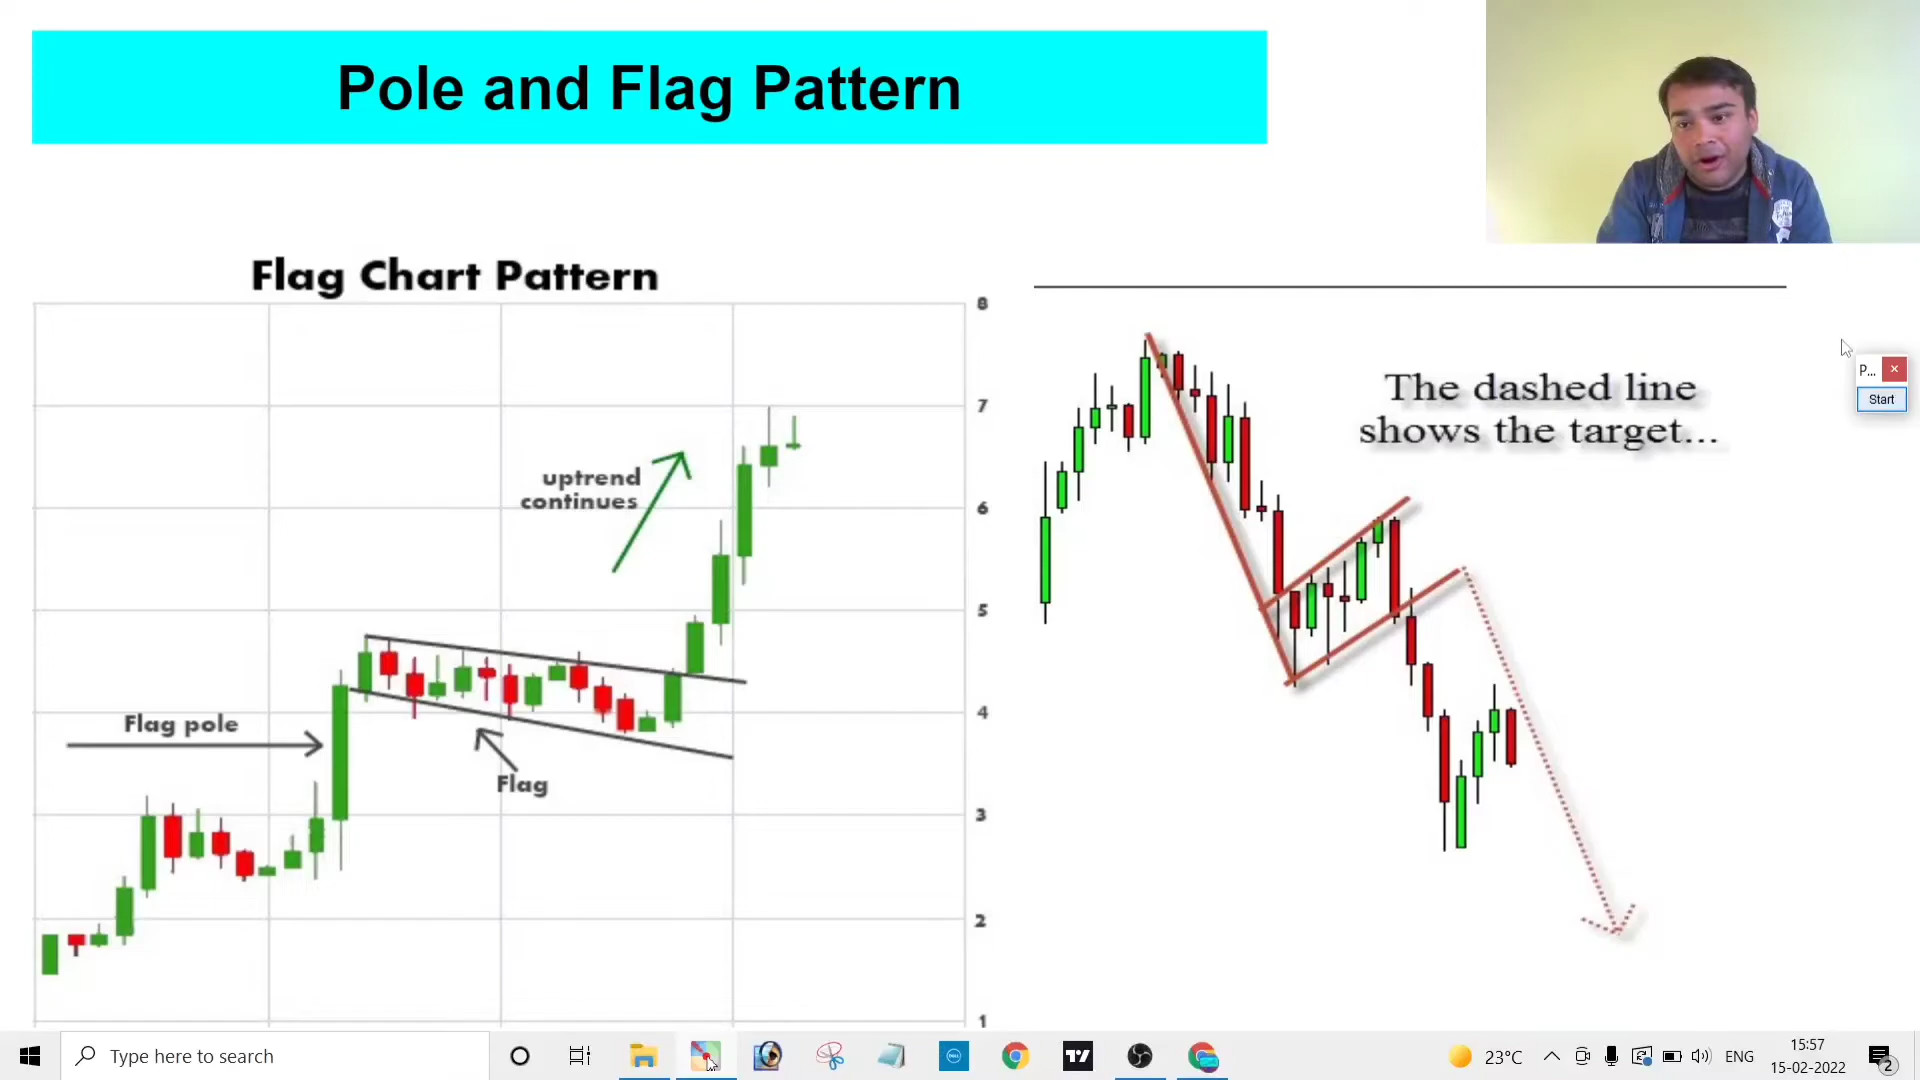 Pole and Flag Pattern
Flag Chart Pattern
8
7
6
5
4
3
2
1
uptrend
continues
Flag pole
Flag
The dashed line
shows the target...
P...
Start
Type here to search
23°C
ENG
15:57
15-02-2022
2